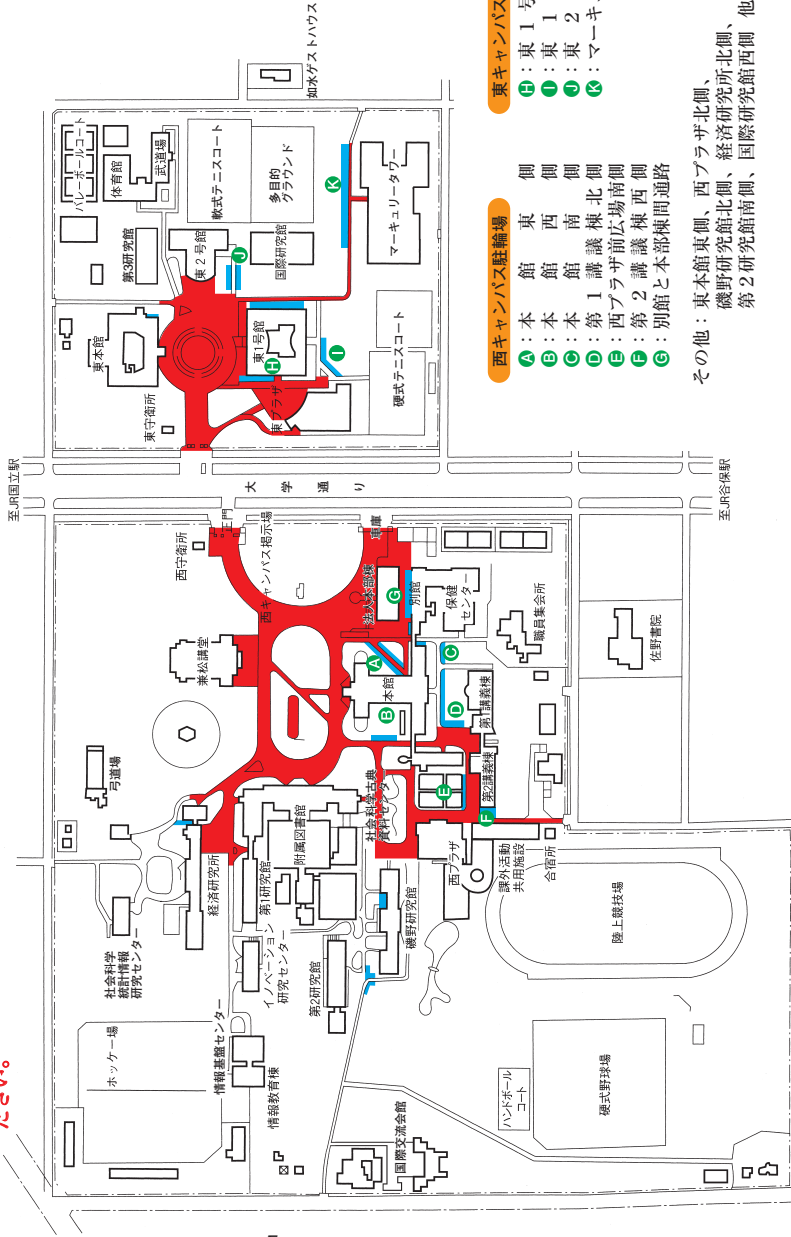 ださい。
至JR国立駅
大学通り
至JR谷保駅
如水ゲストハウス
バレーボールコート
体育館
武道場
軟式テニスコート
多目的
グラウンド
第3研究館
東2号館
国際研究館
J
K
マーキュリータワー
東本館
東1号館
H
I
硬式テニスコート
東プラザ
東守衛所
西守衛所
正門
西キャンパス掲示場
車庫
法人本部棟
G
別館
保健
センター
職員集会所
佐野書院
兼松講堂
A
本館
B
C
D
第1講義棟
第2講義棟
E
F
弓道場
社会科学古典
資料センター
附属図書館
経済研究所
第1研究館
西プラザ
課外活動
共用施設
合宿所
陸上競技場
磯野研究館
社会科学
統計情報
研究センター
イノベーション
研究センター
第2研究館
ホッケー場
情報基盤センター
情報教育棟
国際交流会館
ハンドボール
コート
硬式野球場
西キャンパス駐輪場
A：本館東側
B：本館西側
C：本館南側
D：第1講義棟北側
E：西プラザ前広場南側
F：第2講義棟西側
G：別館と本部棟間通路
東キャンパス
H：東1号
I：東1
J：東2
K：マーキ
その他：東本館東側、西プラザ北側、
磯野研究館北側、経済研究所北側、
第2研究館南側、国際研究館西側 他